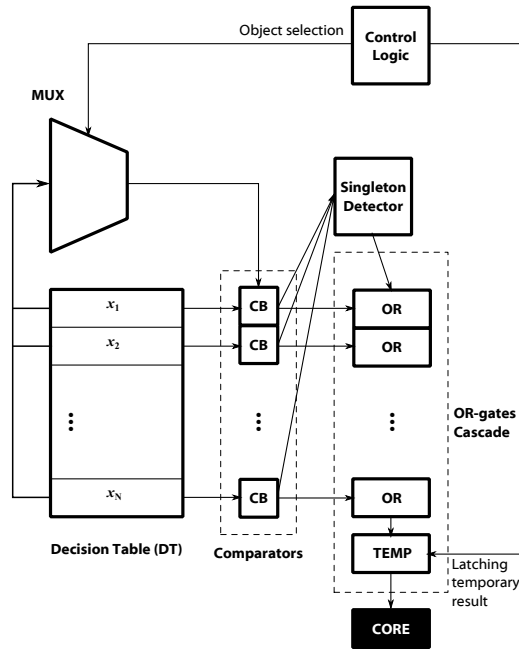 Object selection
Control
Logic
MUX
Singleton
Detector
x₁
CB
OR
x₂
CB
OR
⋮
⋮
⋮
OR-gates
Cascade
x_N
CB
OR
Decision Table (DT)
Comparators
TEMP
Latching
temporary
result
CORE